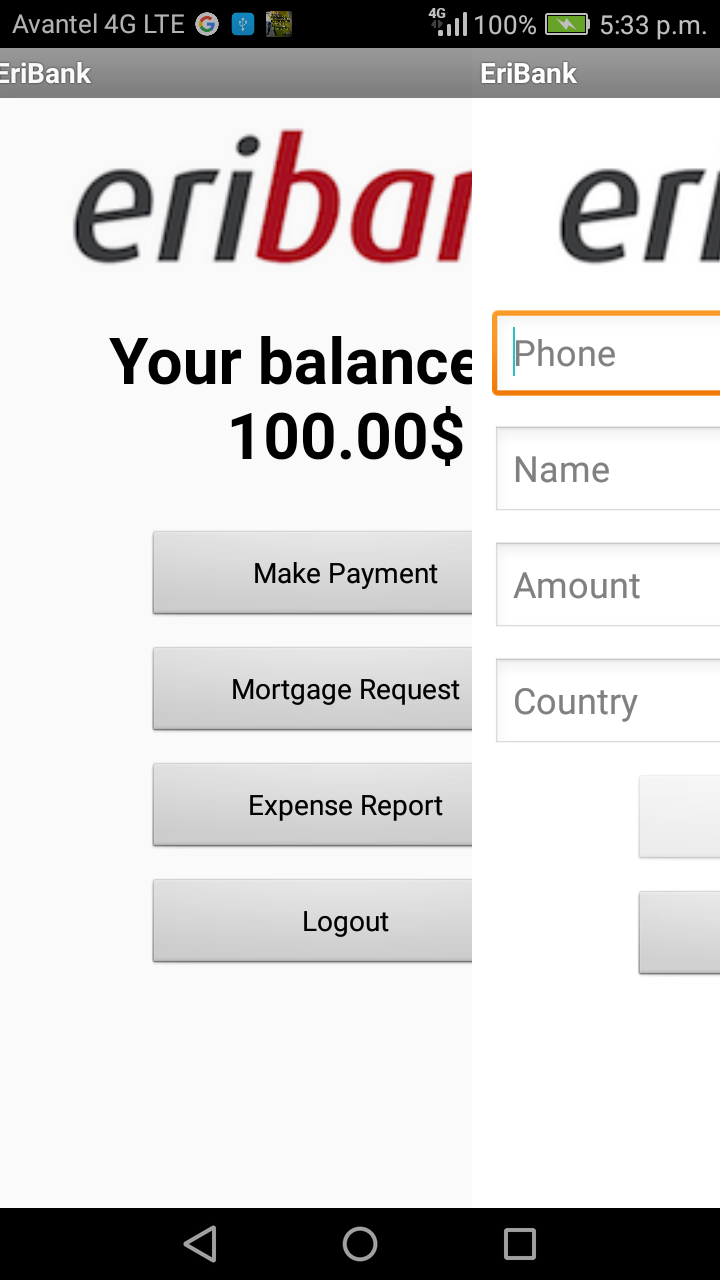 Avantel 4G LTE 4G 100% 5:33 p.m.
EriBank
eriban
Your balance
100.00$
Make Payment
Mortgage Request
Expense Report
Logout
EriBank
eri
Phone
Name
Amount
Country